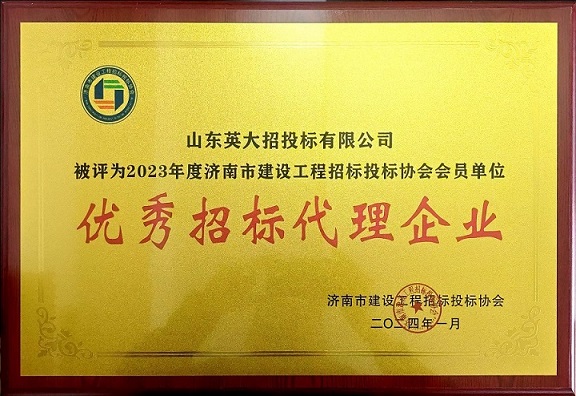 山东英大招投标有限公司
被评为2023年度济南市建设工程招标投标协会会员单位
优秀招标代理企业
济南市建设工程招标投标协会
二〇二四年一月